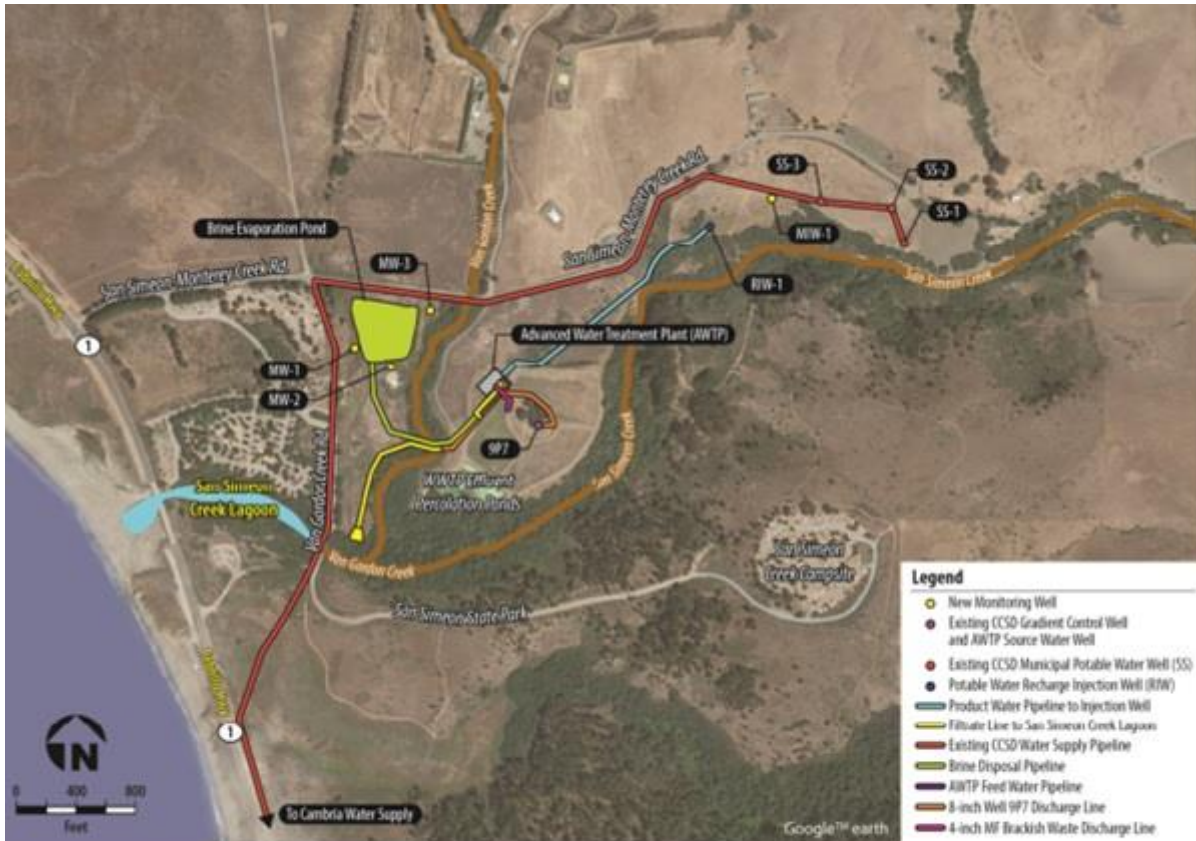 Van Gordon Creek
SS-3
SS-2
SS-1
San Simeon-Monterey Creek Rd.
MIW-1
Brine Evaporation Pond
MW-3
San Simeon Creek
RIW-1
San Simeon-Monterey Creek Rd.
1
Advanced Water Treatment Plant (AWTP)
MW-1
MW-2
9P7
San Simeon Creek
WWTP Effluent
Percolation Ponds
San Simeon
Creek Lagoon
Van Gordon Creek Rd
Van Gordon Creek
San Simeon
Creek Campsite
San Simeon State Park
1
N
0 400 800
Feet
To Cambria Water Supply
Google™ earth
Legend
New Monitoring Well
Existing CCSD Gradient Control Well
and AWTP Source Water Well
Existing CCSD Municipal Potable Water Well (SS)
Potable Water Recharge Injection Well (RIW)
Product Water Pipeline to Injection Well
Filtrate Line to San Simeon Creek Lagoon
Existing CCSD Water Supply Pipeline
Brine Disposal Pipeline
AWTP Feed Water Pipeline
8-inch Well 9P7 Discharge Line
4-inch MF Brackish Waste Discharge Line